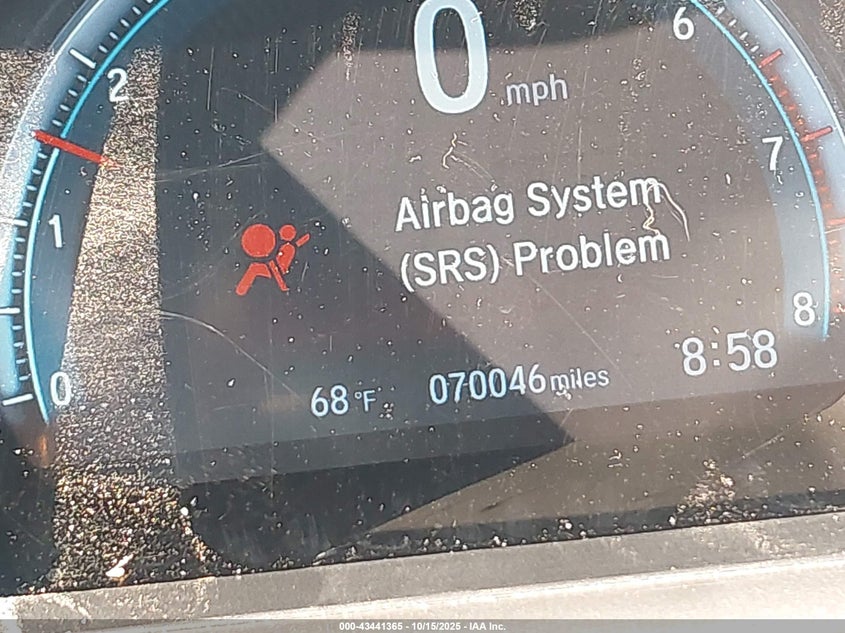 0 mph
6
2
7
Airbag System
1
(SRS) Problem
8
8:58
0
68 °F 070046 miles
000-43441365 - 10/15/2025 - IAA Inc.